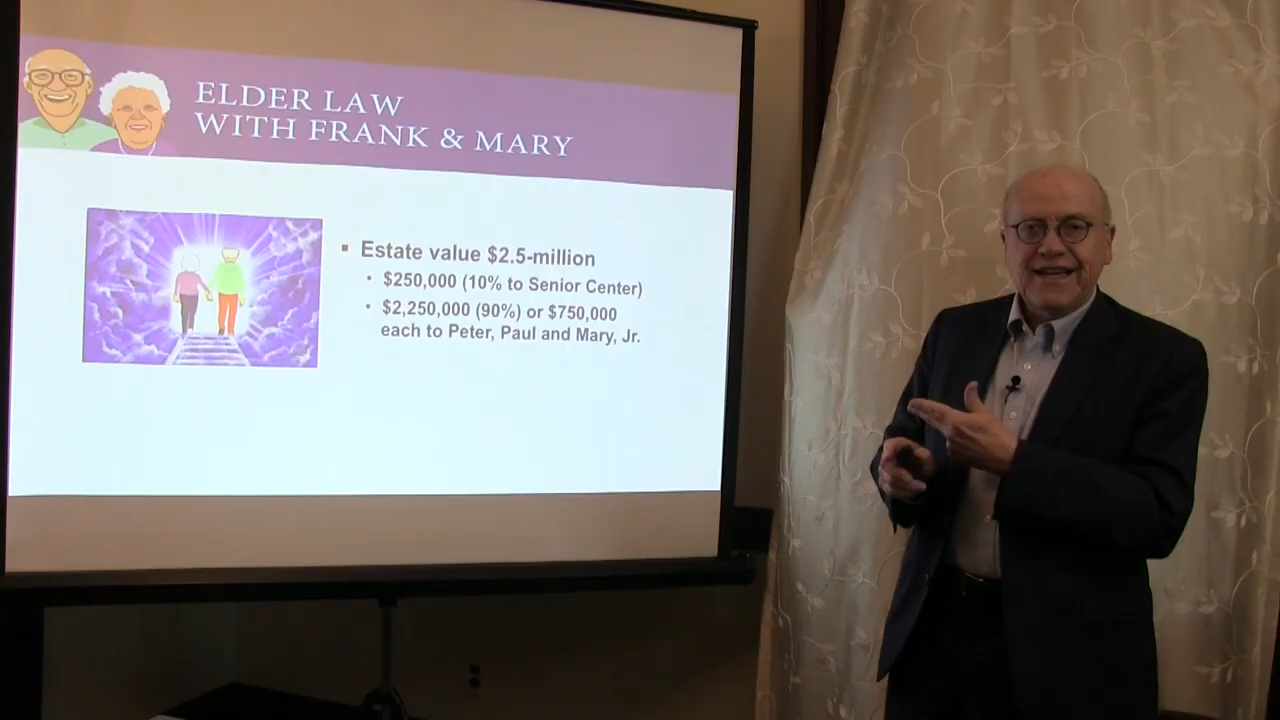 ELDER LAW
WITH FRANK & MARY
▪ Estate value $2.5-million
• $250,000 (10% to Senior Center)
• $2,250,000 (90%) or $750,000
each to Peter, Paul and Mary, Jr.